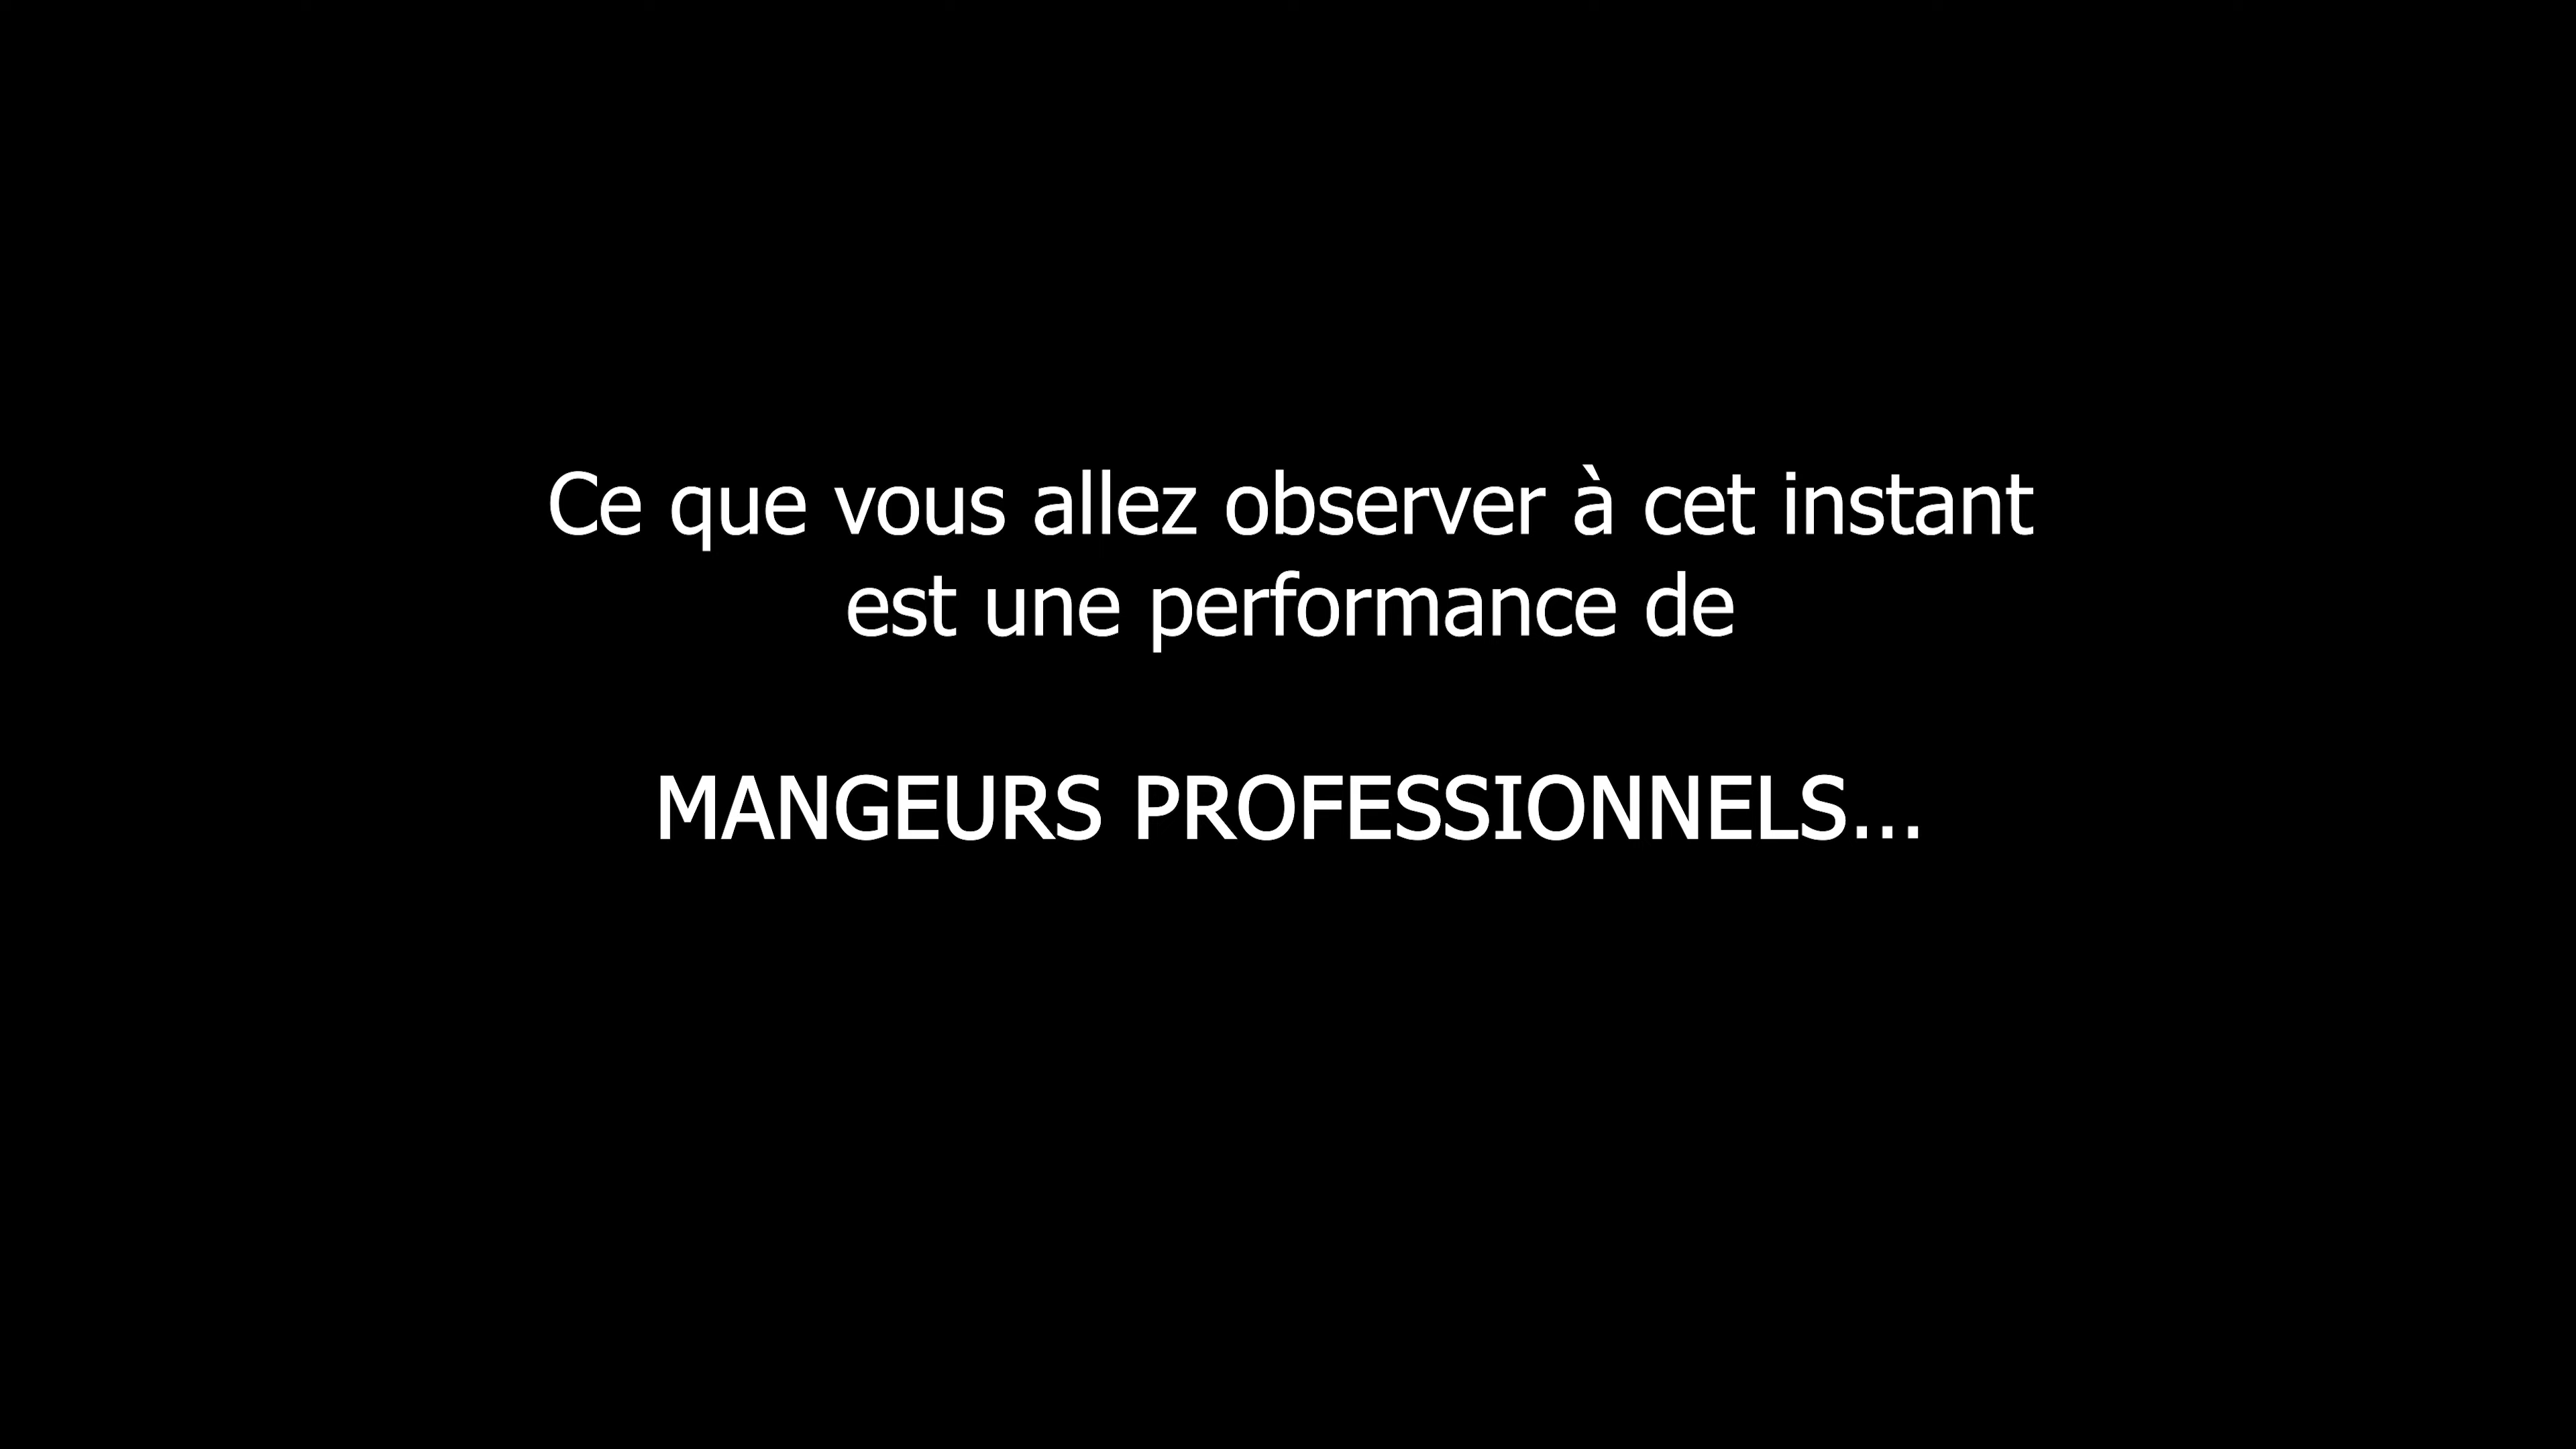 Ce que vous allez observer à cet instant
est une performance de
MANGEURS PROFESSIONNELS...